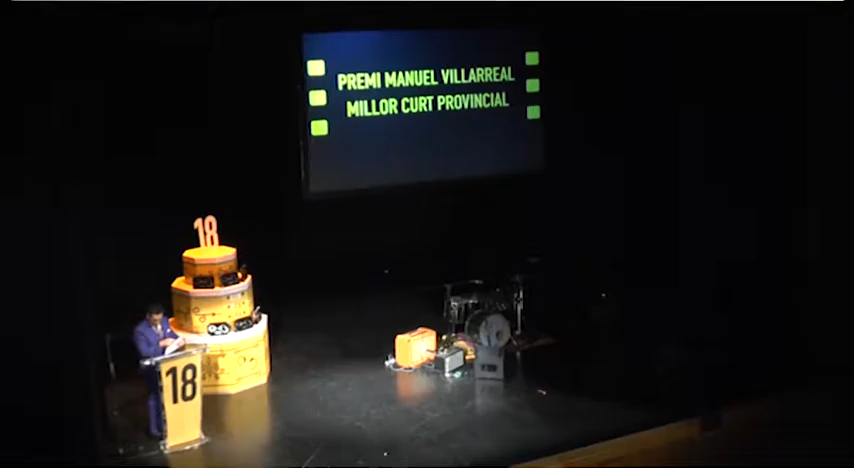 PREMI MANUEL VILLARREAL
MILLOR CURT PROVINCIAL
18
18